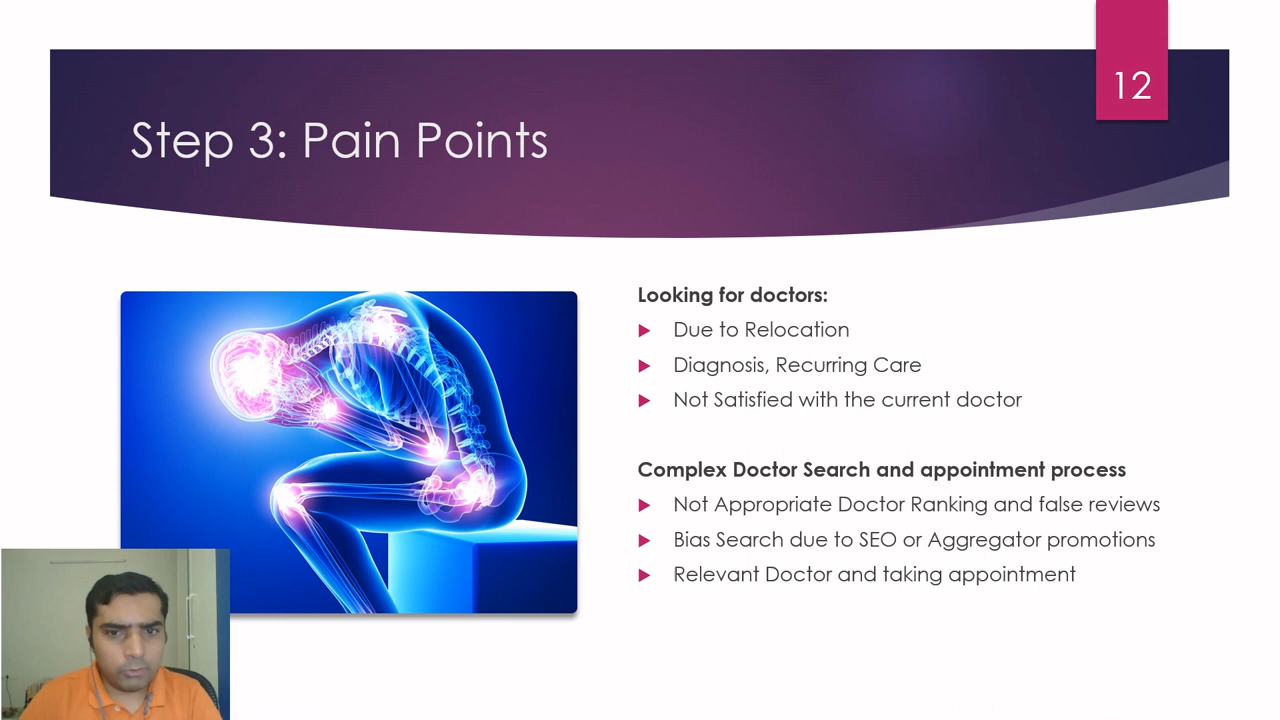 12
Step 3: Pain Points
Looking for doctors:
Due to Relocation
Diagnosis, Recurring Care
Not Satisfied with the current doctor
Complex Doctor Search and appointment process
Not Appropriate Doctor Ranking and false reviews
Bias Search due to SEO or Aggregator promotions
Relevant Doctor and taking appointment